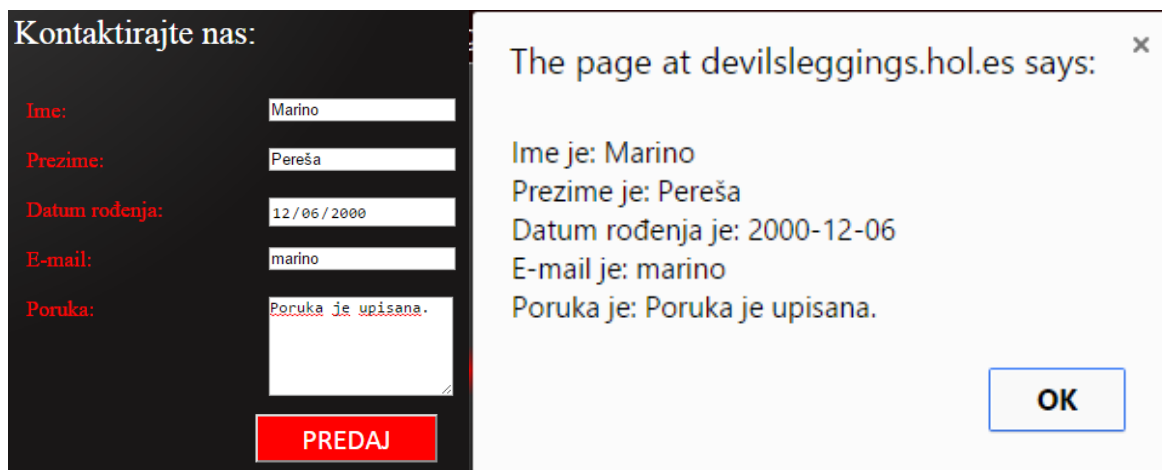 Kontaktirajte nas:
Ime:
Marino
Prezime:
Pereša
Datum rođenja:
12/06/2000
E-mail:
marino
Poruka:
Poruka je upisana.
PREDAJ
The page at devilsleggings.hol.es says:
×
Ime je: Marino
Prezime je: Pereša
Datum rođenja je: 2000-12-06
E-mail je: marino
Poruka je: Poruka je upisana.
OK